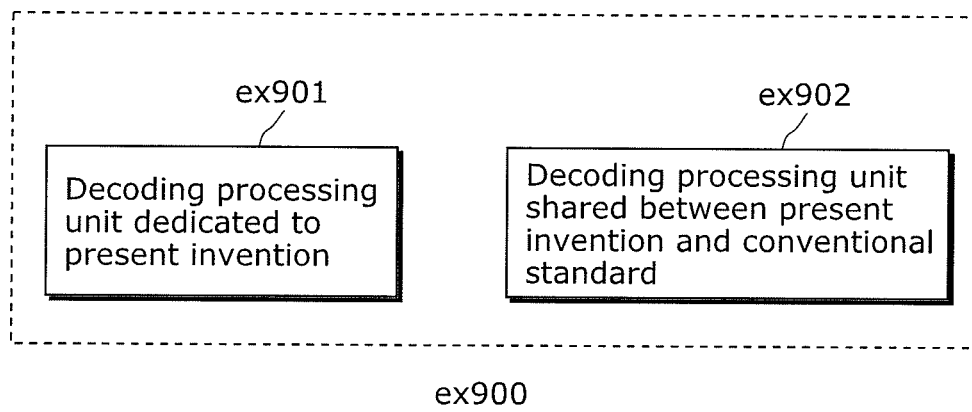 ex901
ex902
Decoding processing
unit dedicated to
present invention
Decoding processing unit
shared between present
invention and conventional
standard
ex900